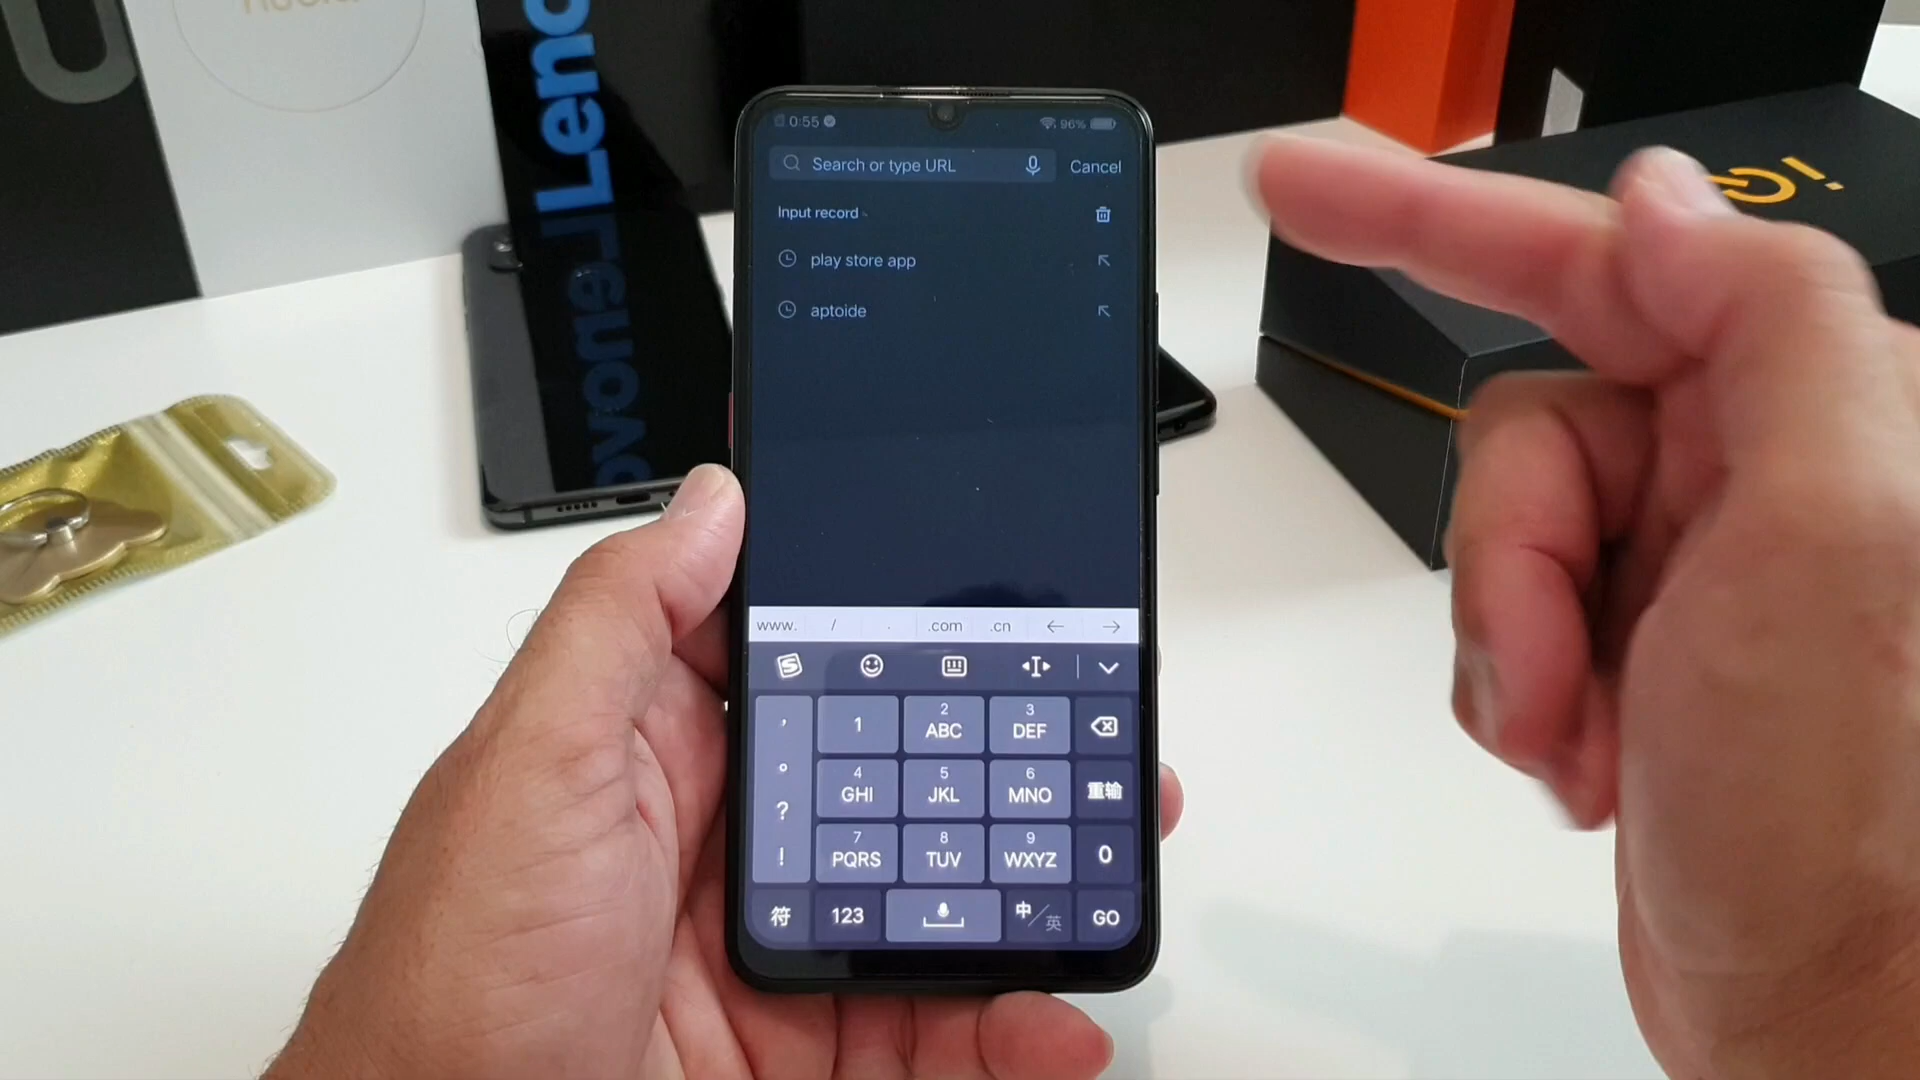 nubia
Lenovo
0:55
96%
Search or type URL
Cancel
Input record
play store app
aptoide
www. / . .com .cn ← →
, 1 2 ABC 3 DEF
° 4 GHI 5 JKL 6 MNO 重输
?
! 7 PQRS 8 TUV 9 WXYZ 0
符 123 中/英 GO
iQ